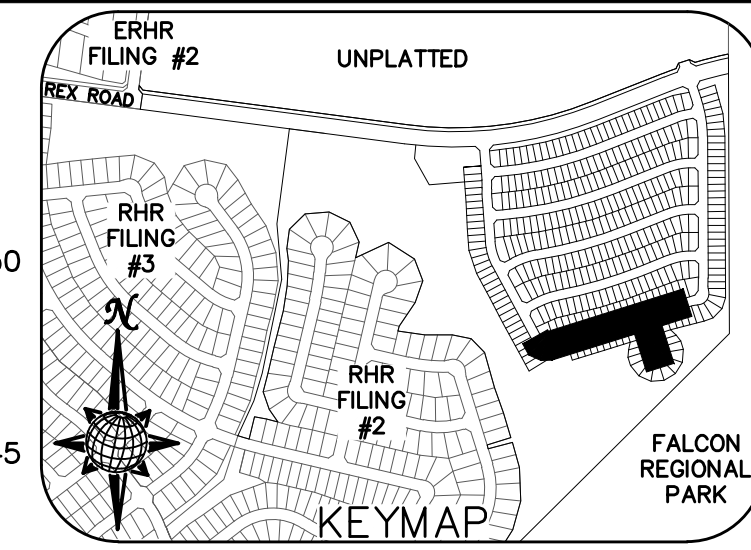 ERHR
FILING #2
UNPLATTED
REX ROAD
RHR
FILING
#3
N
RHR
FILING
#2
FALCON
REGIONAL
PARK
KEYMAP